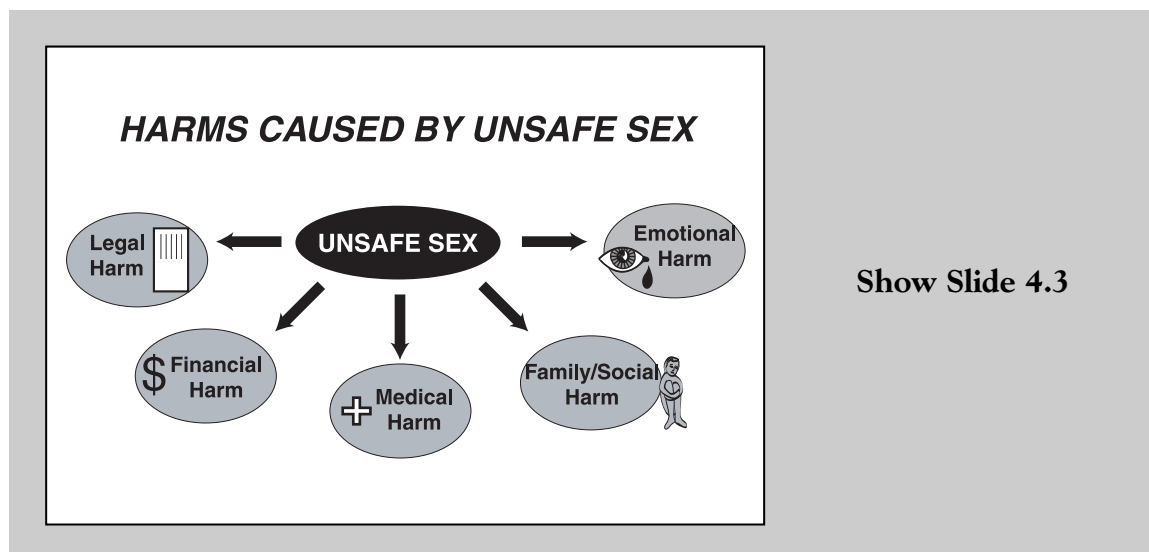 HARMS CAUSED BY UNSAFE SEX
UNSAFE SEX
Legal
Harm
Emotional
Harm
$ Financial
Harm
Medical
Harm
Family/Social
Harm
Show Slide 4.3